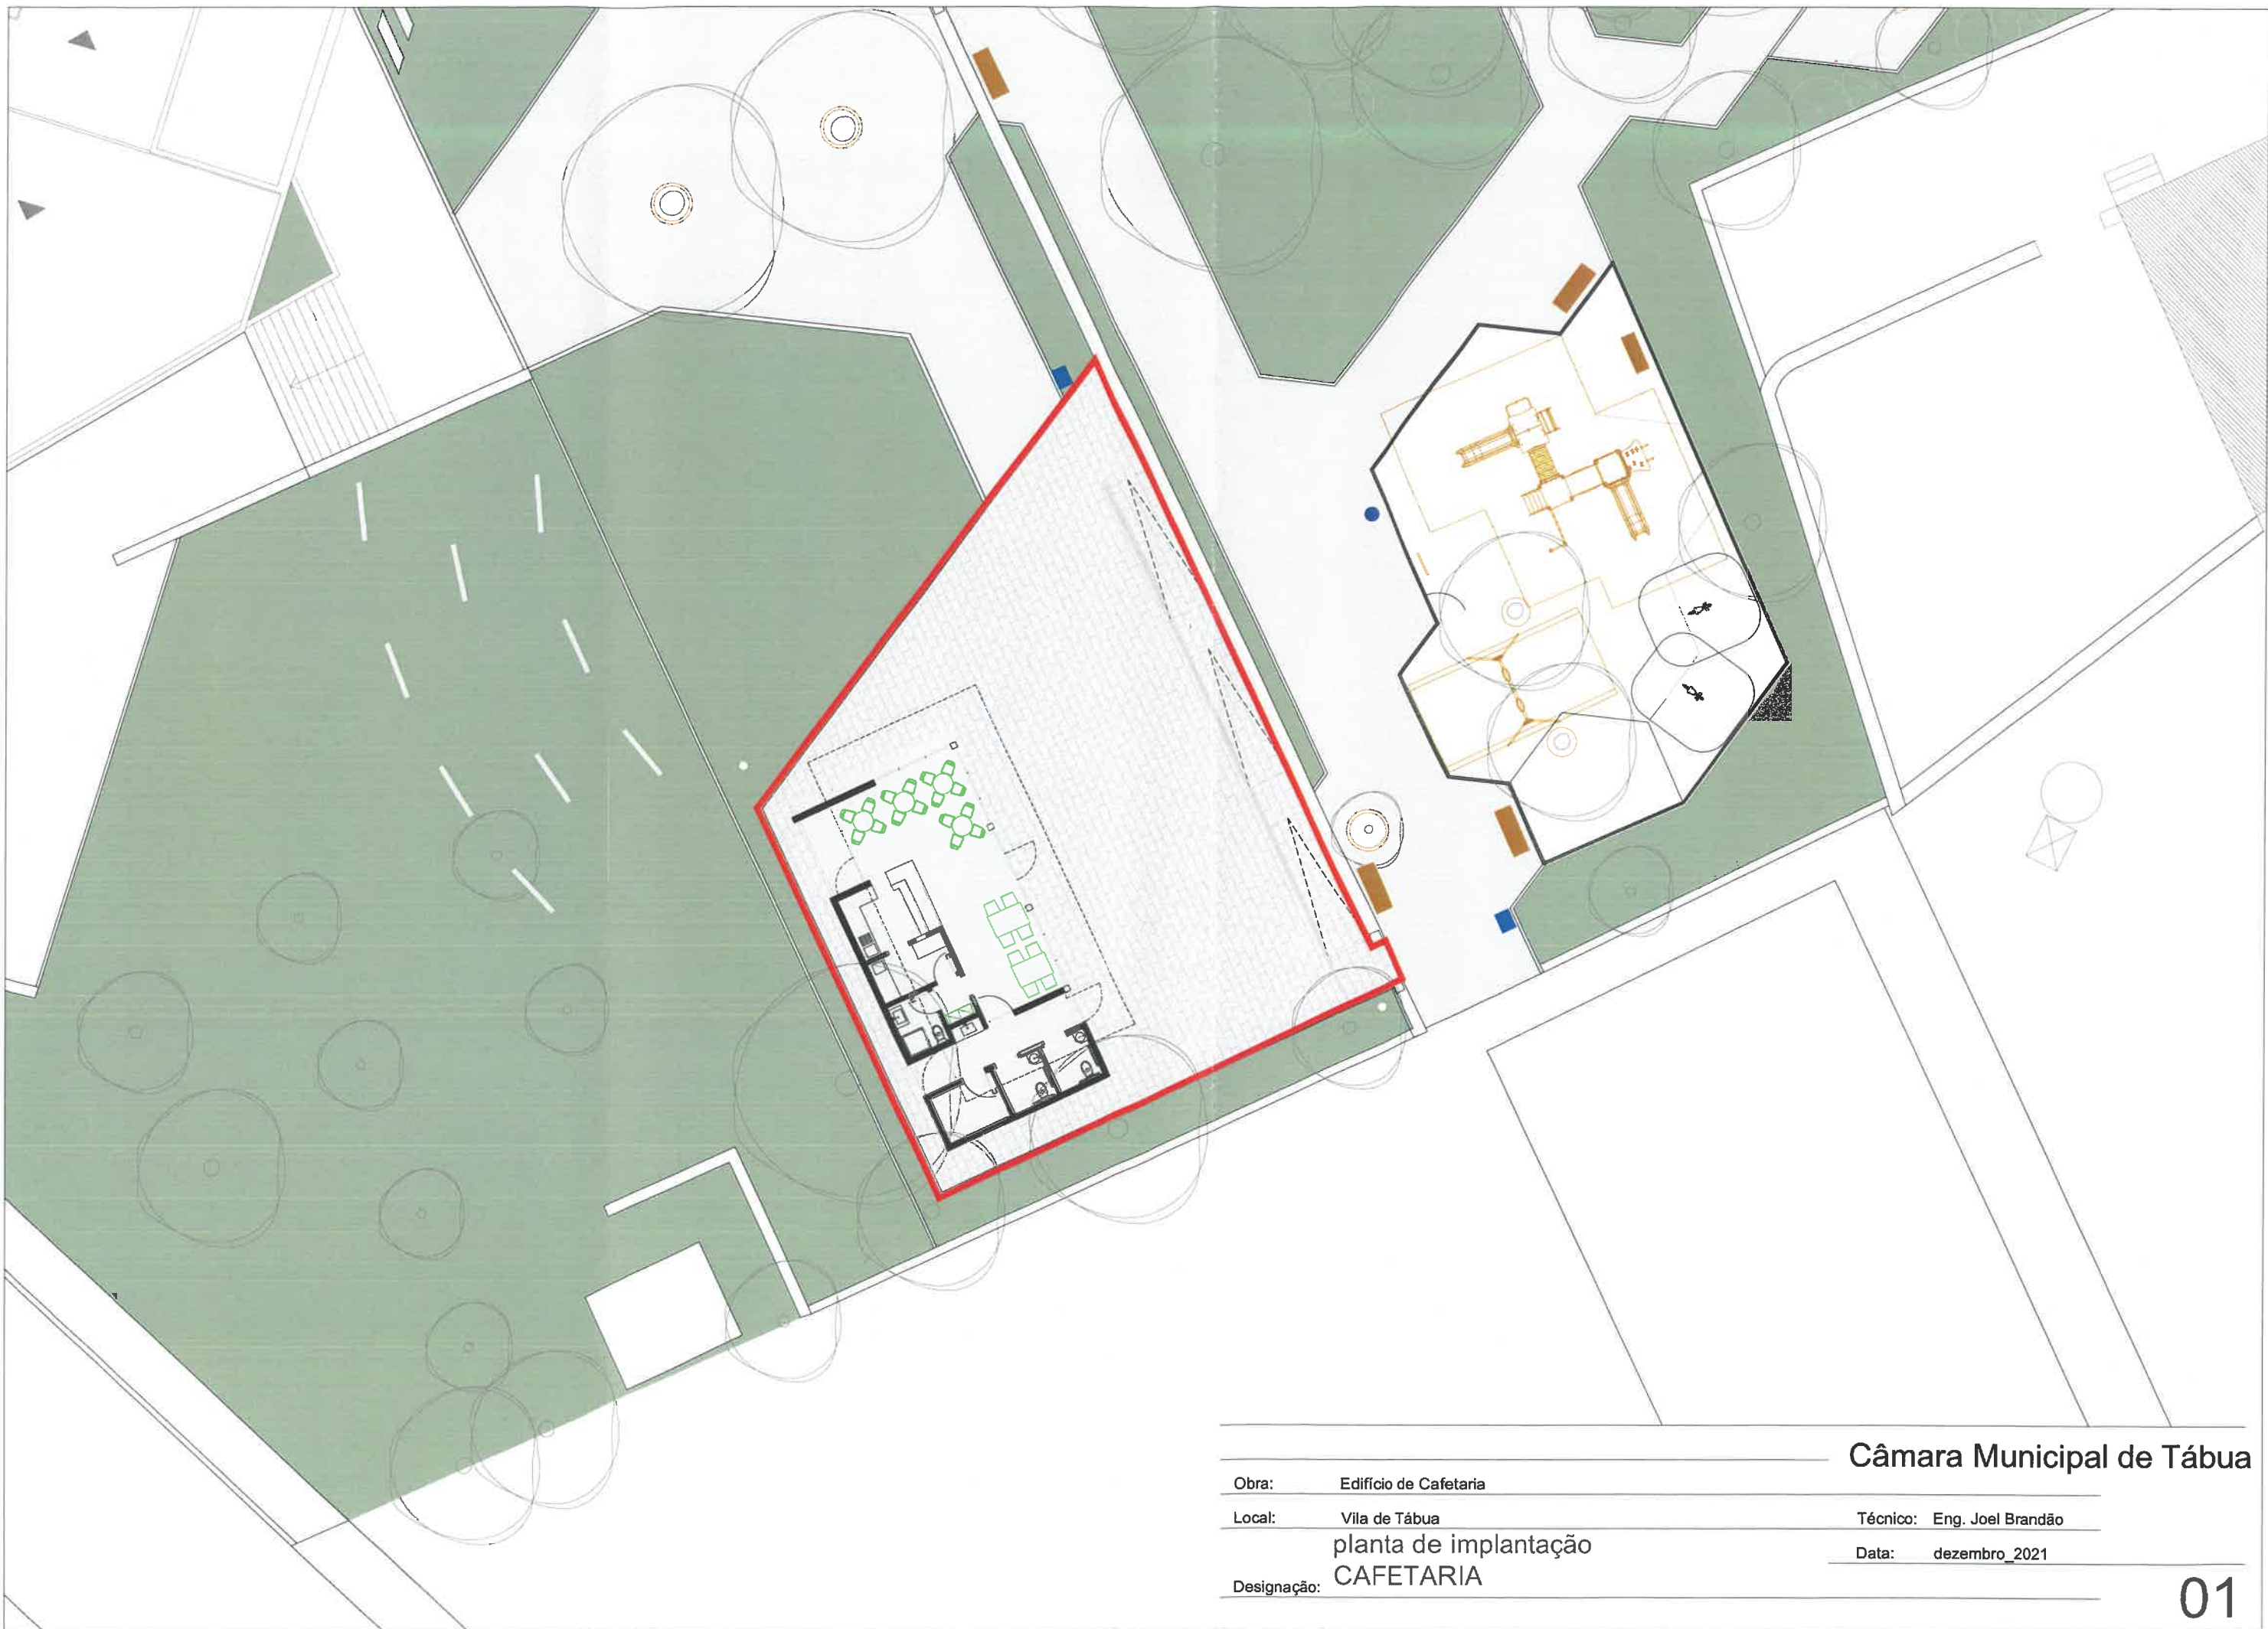 Câmara Municipal de Tábua
Obra: Edifício de Cafetaria
Local: Vila de Tábua
Técnico: Eng. Joel Brandão
planta de implantação
Data: dezembro_2021
Designação: CAFETARIA
01